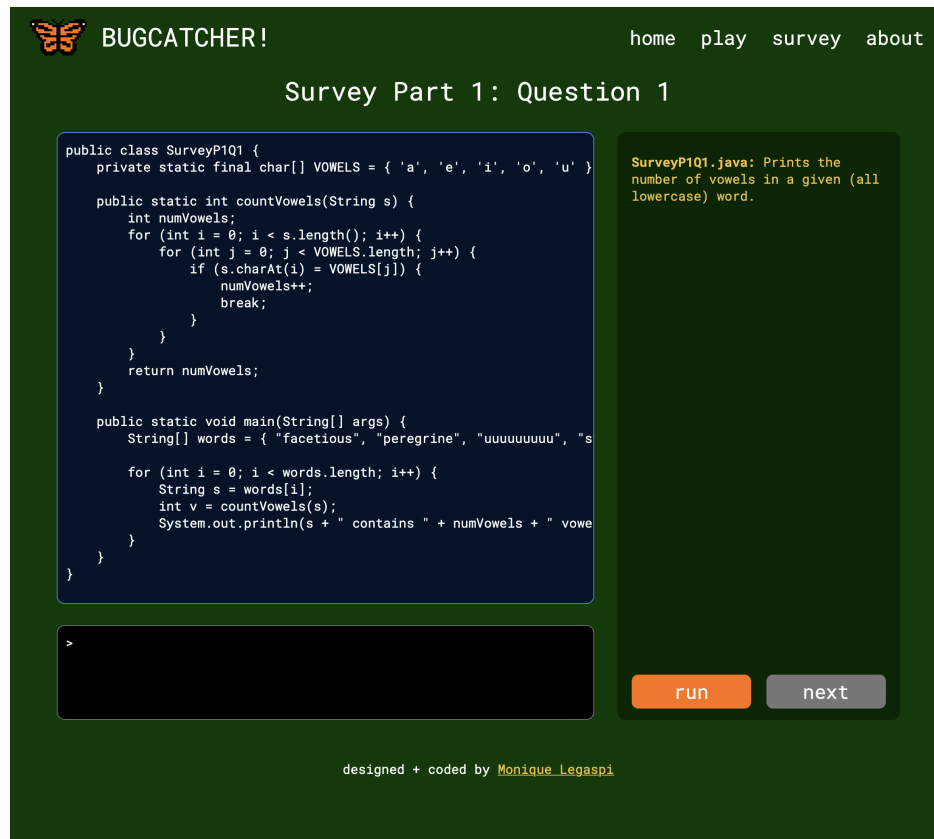 BUGCATCHER!
home play survey about
Survey Part 1: Question 1
public class SurveyP1Q1 {
    private static final char[] VOWELS = { 'a', 'e', 'i', 'o', 'u' }

    public static int countVowels(String s) {
        int numVowels;
        for (int i = 0; i < s.length(); i++) {
            for (int j = 0; j < VOWELS.length; j++) {
                if (s.charAt(i) = VOWELS[j]) {
                    numVowels++;
                    break;
                }
            }
        }
        return numVowels;
    }

    public static void main(String[] args) {
        String[] words = { "facetious", "peregrine", "uuuuuuuuu", "s

        for (int i = 0; i < words.length; i++) {
            String s = words[i];
            int v = countVowels(s);
            System.out.println(s + " contains " + numVowels + " vowe
        }
    }
}
>
SurveyP1Q1.java: Prints the
number of vowels in a given (all
lowercase) word.
run next
designed + coded by Monique Legaspi